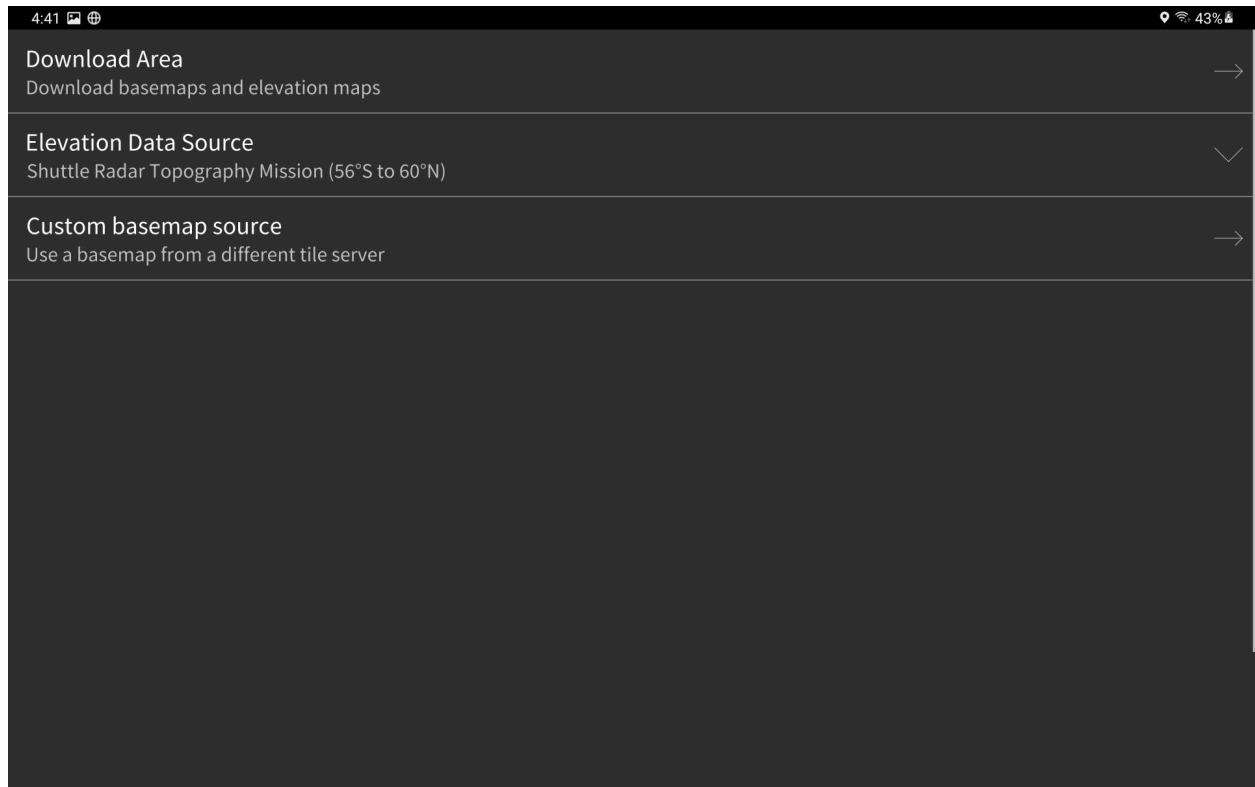 4:41
43%
Download Area
Download basemaps and elevation maps
Elevation Data Source
Shuttle Radar Topography Mission (56°S to 60°N)
Custom basemap source
Use a basemap from a different tile server